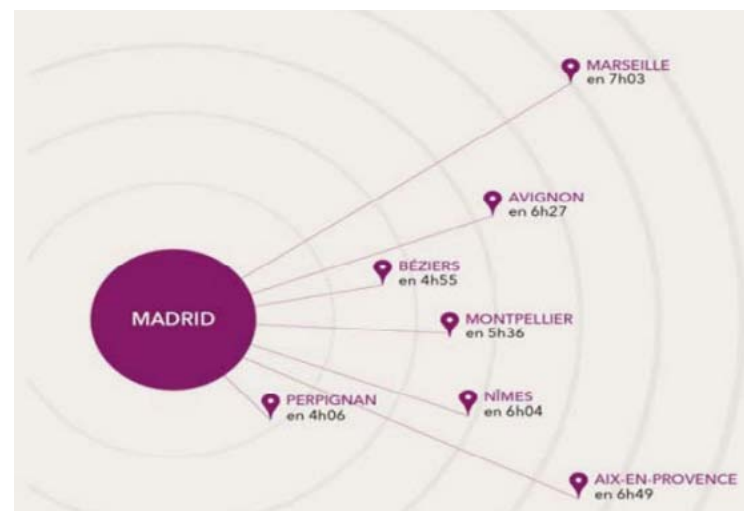 MARSEILLE
en 7h03
AVIGNON
en 6h27
BÉZIERS
en 4h55
MADRID
MONTPELLIER
en 5h36
PERPIGNAN
en 4h06
NÎMES
en 6h04
AIX-EN-PROVENCE
en 6h49